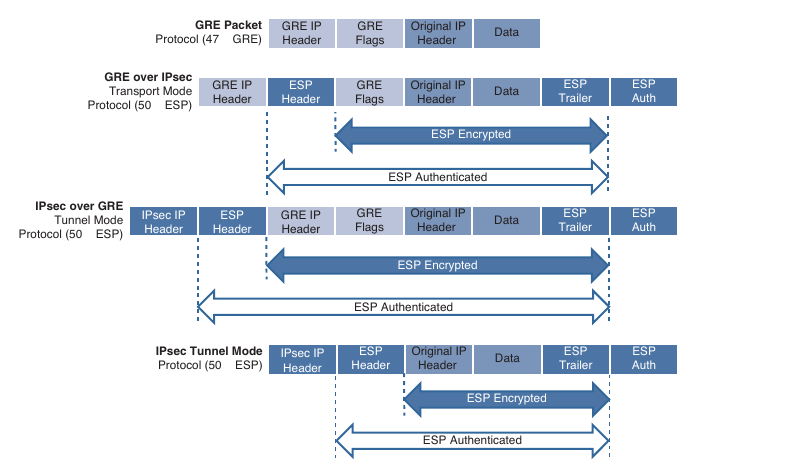 GRE Packet
Protocol (47 GRE)
GRE IP
Header
GRE
Flags
Original IP
Header
Data
GRE over IPsec
Transport Mode
Protocol (50 ESP)
GRE IP
Header
ESP
Header
GRE
Flags
Original IP
Header
Data
ESP
Trailer
ESP
Auth
ESP Encrypted
ESP Authenticated
IPsec over GRE
Tunnel Mode
Protocol (50 ESP)
IPsec IP
Header
ESP
Header
GRE IP
Header
GRE
Flags
Original IP
Header
Data
ESP
Trailer
ESP
Auth
ESP Encrypted
ESP Authenticated
IPsec Tunnel Mode
Protocol (50 ESP)
IPsec IP
Header
ESP
Header
Original IP
Header
Data
ESP
Trailer
ESP
Auth
ESP Encrypted
ESP Authenticated